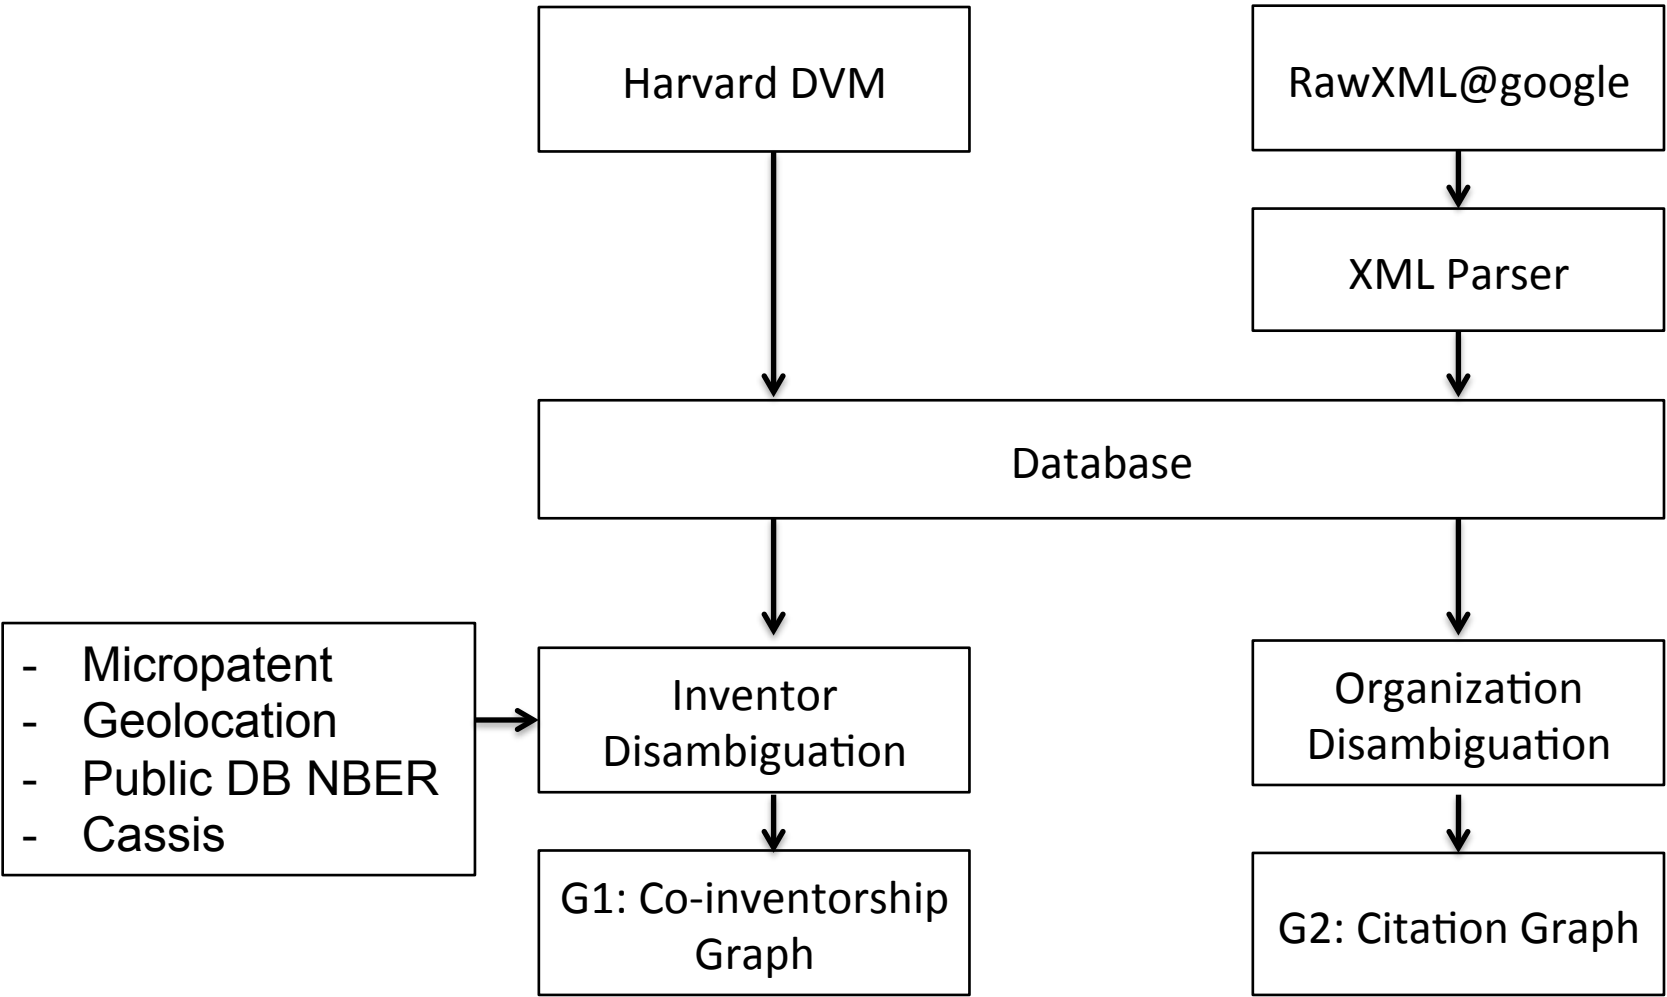 Harvard DVM
RawXML@google
XML Parser
Database
- Micropatent
- Geolocation
- Public DB NBER
- Cassis
Inventor
Disambiguation
Organization
Disambiguation
G1: Co-inventorship
Graph
G2: Citation Graph